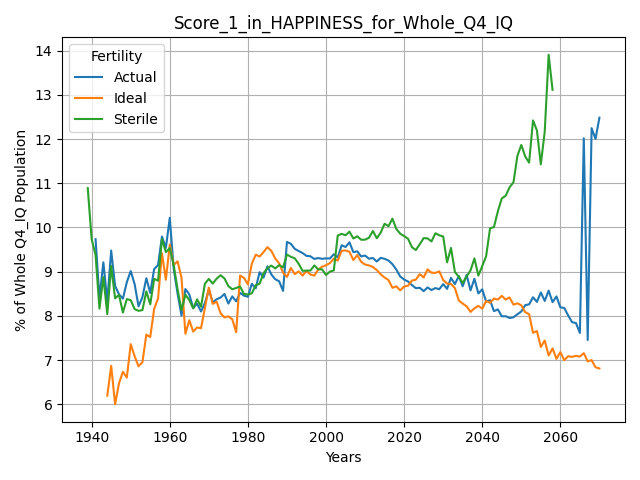 Score_1_in_HAPPINESS_for_Whole_Q4_IQ
% of Whole Q4_IQ Population
14
13
12
11
10
9
8
7
6
Fertility
Actual
Ideal
Sterile
1940 1960 1980 2000 2020 2040 2060
Years